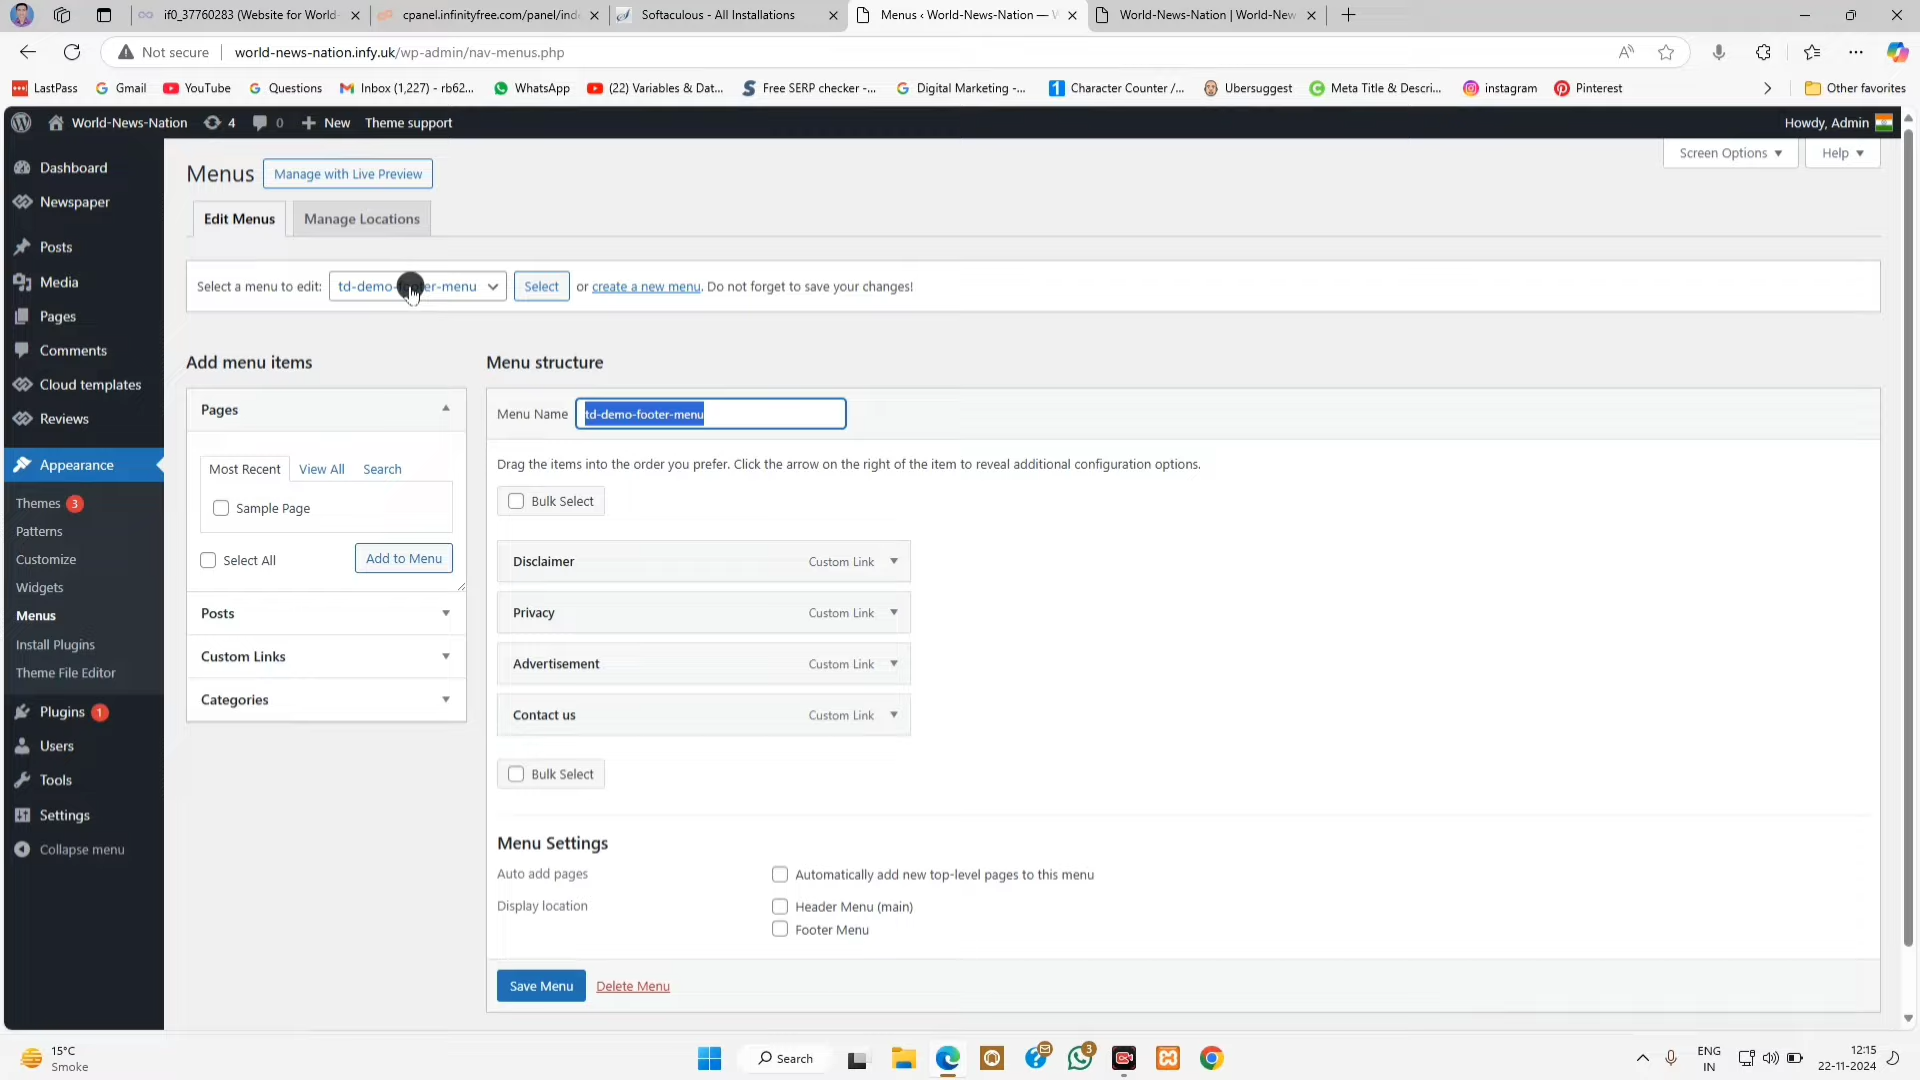 if0_37760283 (Website for World-
cpanel.infinityfree.com/panel/ind
Softaculous - All Installations
Menus ‹ World-News-Nation — W
World-News-Nation | World-New
Not secure
world-news-nation.infy.uk/wp-admin/nav-menus.php
LastPass
Gmail
YouTube
Questions
Inbox (1,227) - rb62...
WhatsApp
(22) Variables & Dat...
Free SERP checker -...
Digital Marketing -...
Character Counter /...
Ubersuggest
Meta Title & Descri...
instagram
Pinterest
Other favorites
World-News-Nation
4
0
New
Theme support
Howdy, Admin
Dashboard
Newspaper
Posts
Media
Pages
Comments
Cloud templates
Reviews
Appearance
Themes 3
Patterns
Customize
Widgets
Menus
Install Plugins
Theme File Editor
Plugins 1
Users
Tools
Settings
Collapse menu
Menus
Manage with Live Preview
Screen Options
Help
Edit Menus
Manage Locations
Select a menu to edit: td-demo-footer-menu Select or create a new menu. Do not forget to save your changes!
Add menu items
Pages
Most Recent
View All
Search
Sample Page
Select All
Add to Menu
Posts
Custom Links
Categories
Menu structure
Menu Name td-demo-footer-menu
Drag the items into the order you prefer. Click the arrow on the right of the item to reveal additional configuration options.
Bulk Select
Disclaimer Custom Link
Privacy Custom Link
Advertisement Custom Link
Contact us Custom Link
Bulk Select
Menu Settings
Auto add pages
Automatically add new top-level pages to this menu
Display location
Header Menu (main)
Footer Menu
Save Menu
Delete Menu
15°C
Smoke
Search
3
ENG
IN
12:15
22-11-2024